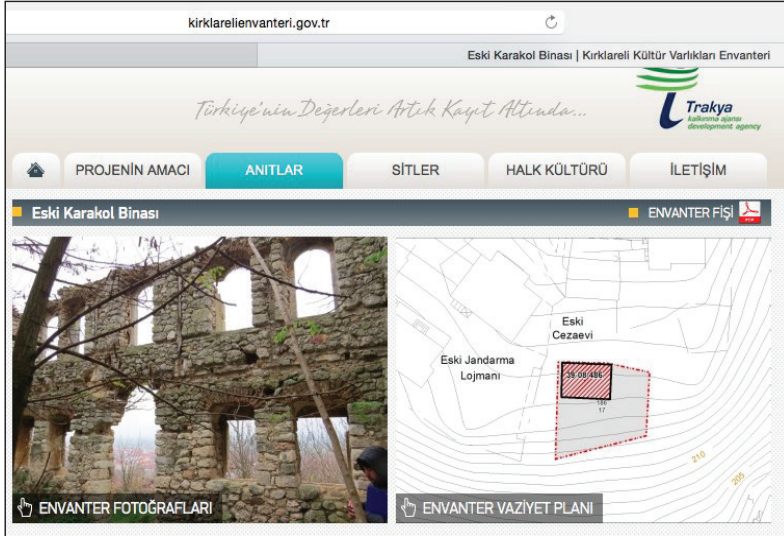 kirklarelienvanteri.gov.tr
Eski Karakol Binası | Kırklareli Kültür Varlıkları Envanteri
Türkiye'nin Değerleri Artık Kayıt Altında...
Trakya
kalkınma ajansı
development agency
PROJENİN AMACI
ANITLAR
SİTLER
HALK KÜLTÜRÜ
İLETİŞİM
Eski Karakol Binası
ENVANTER FİŞİ
PDF
Eski
Cezaevi
Eski Jandarma
Lojmanı
39-08-486
186
17
210
205
ENVANTER FOTOĞRAFLARI
ENVANTER VAZİYET PLANI